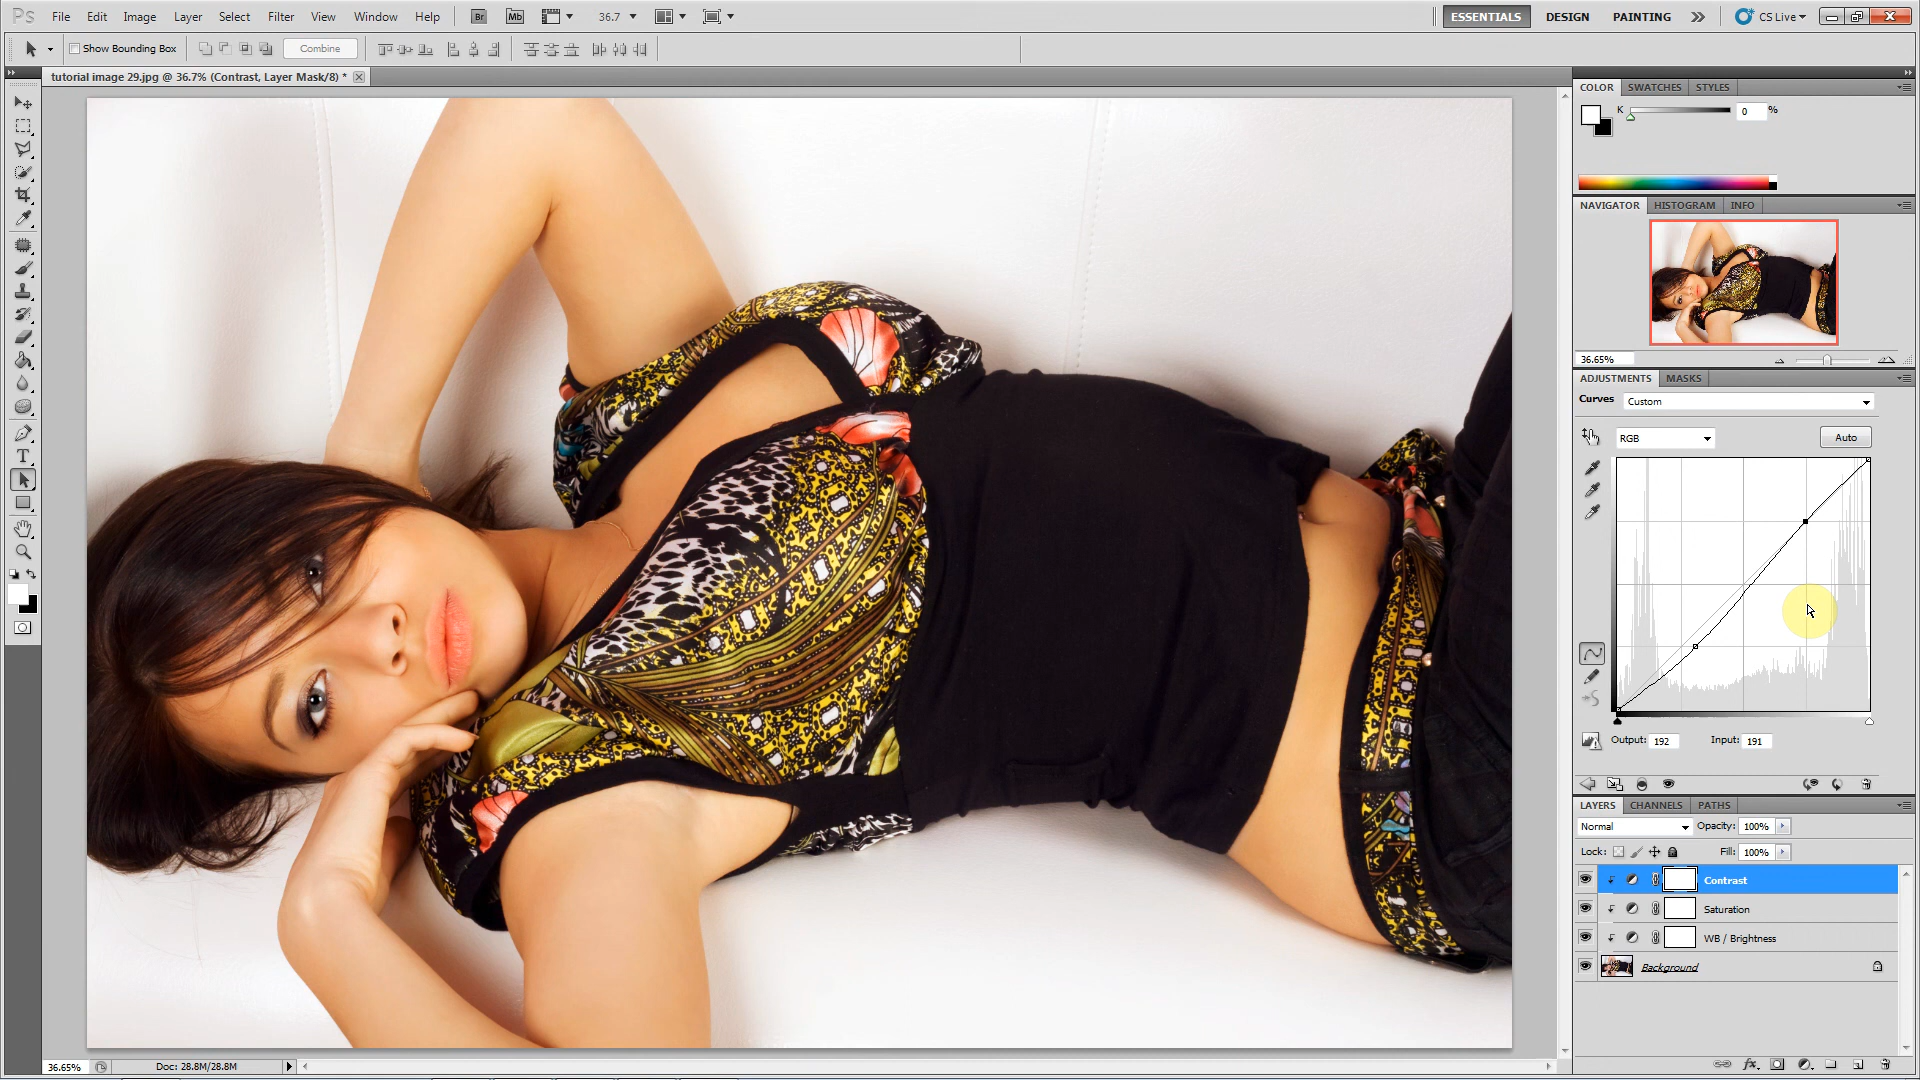 Ps File Edit Image Layer Select Filter View Window Help Br Mb 36.7 ESSENTIALS DESIGN PAINTING CS Live
Show Bounding Box Combine
tutorial image 29.jpg @ 36.7% (Contrast, Layer Mask/8) *
COLOR SWATCHES STYLES
K 0 %
NAVIGATOR HISTOGRAM INFO
36.65%
ADJUSTMENTS MASKS
Curves Custom
RGB Auto
Output: 192 Input: 191
LAYERS CHANNELS PATHS
Normal Opacity: 100%
Lock: Fill: 100%
Contrast
Saturation
WB / Brightness
Background
36.65% Doc: 28.8M/28.8M